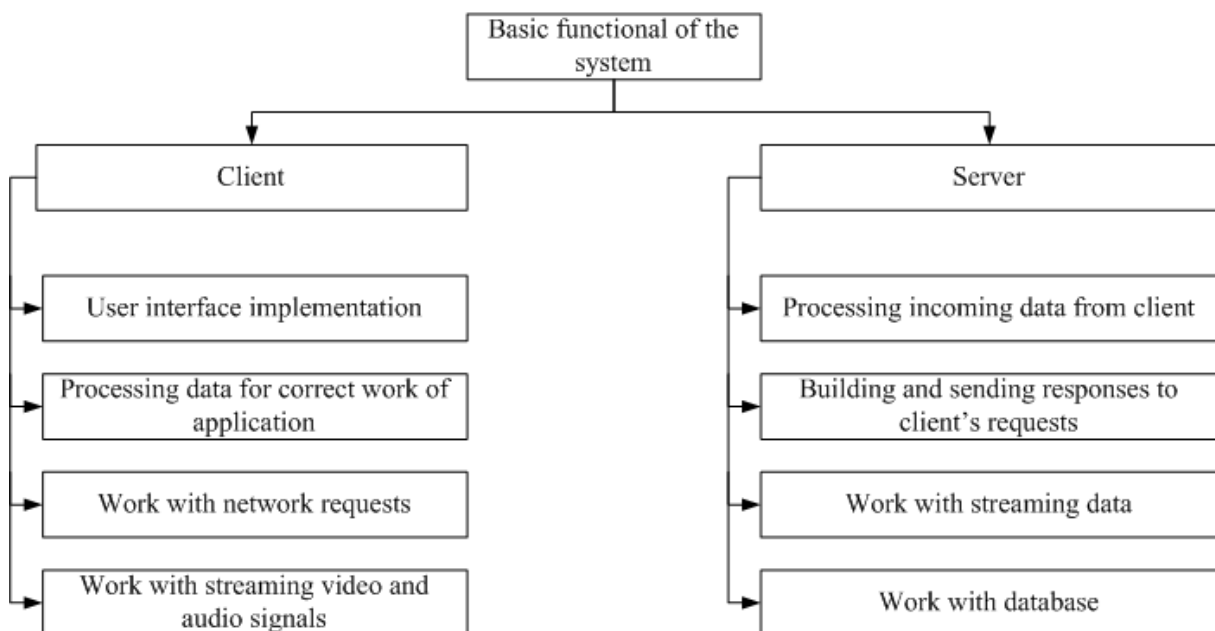 Basic functional of the
system
Client
Server
User interface implementation
Processing incoming data from client
Processing data for correct work of
application
Building and sending responses to
client's requests
Work with network requests
Work with streaming data
Work with streaming video and
audio signals
Work with database